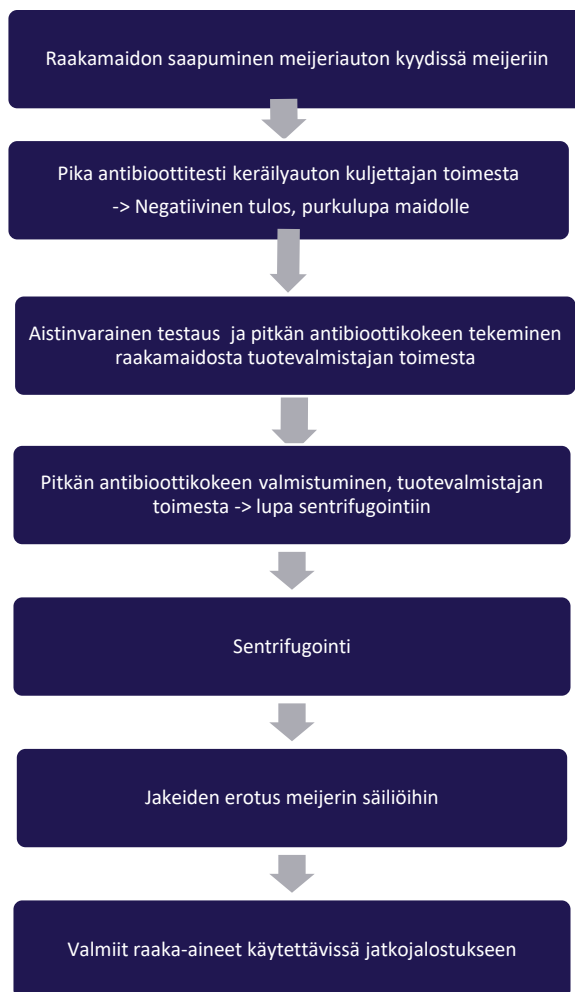 Raakamaidon saapuminen meijeriauton kyydissä meijeriin
Pika antibioottitesti keräilyauton kuljettajan toimesta
-> Negatiivinen tulos, purkulupa maidolle
Aistinvarainen testaus ja pitkän antibioottikokeen tekeminen
raakamaidosta tuotevalmistajan toimesta
Pitkän antibioottikokeen valmistuminen, tuotevalmistajan
toimesta -> lupa sentrifugointiin
Sentrifugointi
Jakeiden erotus meijerin säiliöihin
Valmiit raaka-aineet käytettävissä jatkojalostukseen